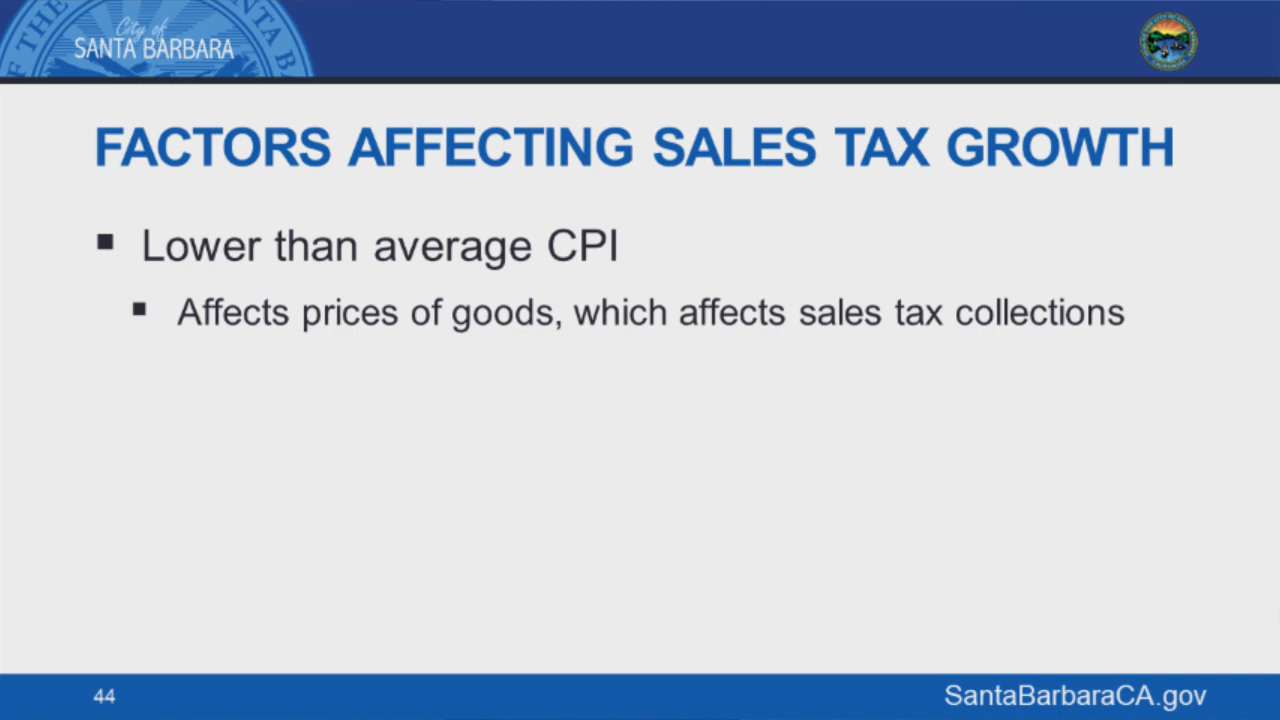 City of
SANTA BARBARA
FACTORS AFFECTING SALES TAX GROWTH
▪ Lower than average CPI
▪ Affects prices of goods, which affects sales tax collections
44
SantaBarbaraCA.gov